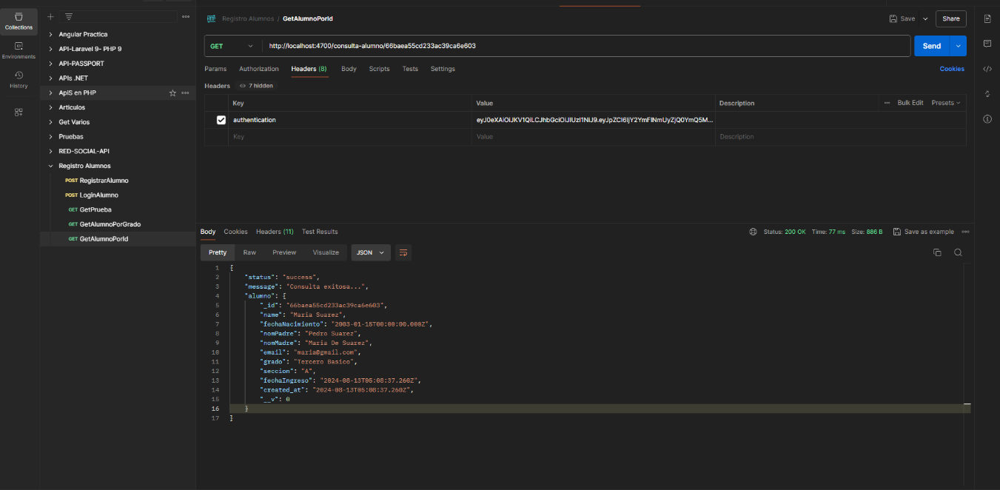 Collections
Environments
History
Angular Practica
API-Laravel 9- PHP 9
API-PASSPORT
APIs .NET
ApiS en PHP
Articulos
Get Varios
Pruebas
RED-SOCIAL-API
Registro Alumnos
POST RegistrarAlumno
POST LoginAlumno
GET GetPrueba
GET GetAlumnoPorGrado
GET GetAlumnoPorId
HTTP Registro Alumnos / GetAlumnoPorId
Save
Share
GET http://localhost:4700/consulta-alumno/66baea55cd233ac39ca6e603
Send
Params Authorization Headers (8) Body Scripts Tests Settings
Cookies
Headers 7 hidden
Key Value Description Bulk Edit Presets
authentication
Key Value Description
Body Cookies Headers (11) Test Results
Status: 200 OK Time: 77 ms Size: 886 B Save as example
Pretty Raw Preview Visualize JSON
1 {
2 "status": "success",
3 "message": "Consulta exitosa...",
4 "alumno": {
5 "_id": "66baea55cd233ac39ca6e603",
6 "name": "Maria Suarez",
7 "fechaNacimiento": "2003-01-15T00:00:00.000Z",
8 "nomPadre": "Pedro Suarez",
9 "nomMadre": "Maria De Suarez",
10 "email": "maria@gmail.com",
11 "grado": "Tercero Basico",
12 "seccion": "A",
13 "fechaIngreso": "2024-08-13T05:08:37.260Z",
14 "created_at": "2024-08-13T05:08:37.260Z",
15 "__v": 0
16 }
17 }